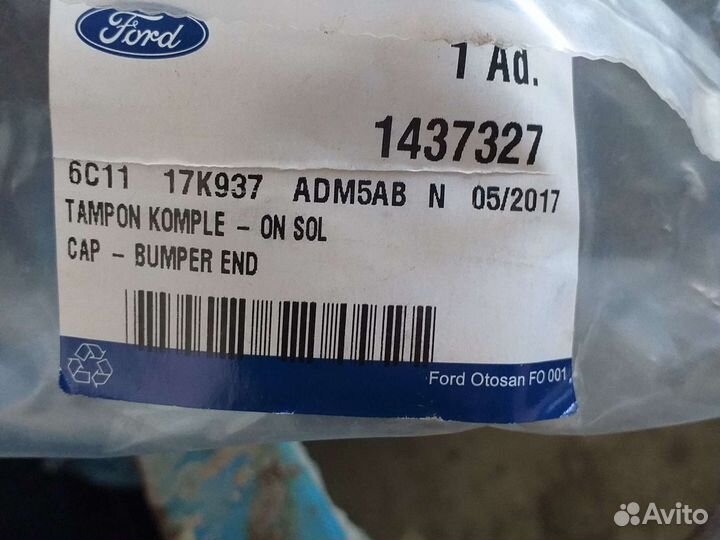 Ford
1 Ad.
1437327
6C11 17K937 ADM5AB N 05/2017
TAMPON KOMPLE - ON SOL
CAP - BUMPER END
Ford Otosan FO 001
Avito